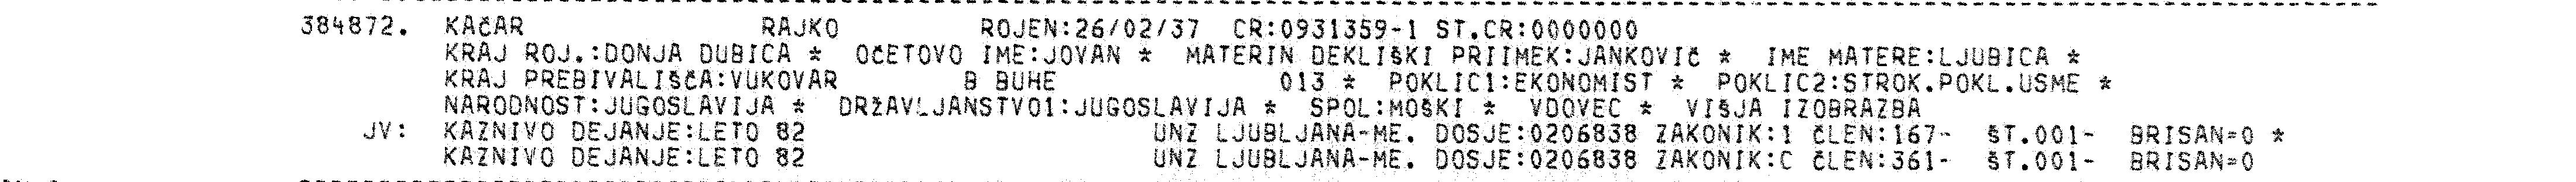 384872. KAČAR RAJKO ROJEN:26/02/37 CR:0931359-1 ST.CR:0000000
KRAJ ROJ.:DONJA DUBICA * OČETOVO IME:JOVAN * MATERIN DEKLIŠKI PRIIMEK:JANKOVIČ * IME MATERE:LJUBICA *
KRAJ PREBIVALIŠČA:VUKOVAR B BUHE 013 * POKLIC1:EKONOMIST * POKLIC2:STROK.POKL.USME *
NARODNOST:JUGOSLAVIJA * DRŽAVLJANSTVO1:JUGOSLAVIJA * SPOL:MOŠKI * VDOVEC * VIŠJA IZOBRAZBA
JV: KAZNIVO DEJANJE:LETO 82 UNZ LJUBLJANA-ME. DOSJE:0206838 ZAKONIK:1 ČLEN:167- ŠT.001- BRISAN=0 *
KAZNIVO DEJANJE:LETO 82 UNZ LJUBLJANA-ME. DOSJE:0206838 ZAKONIK:C ČLEN:361- ŠT.001- BRISAN=0